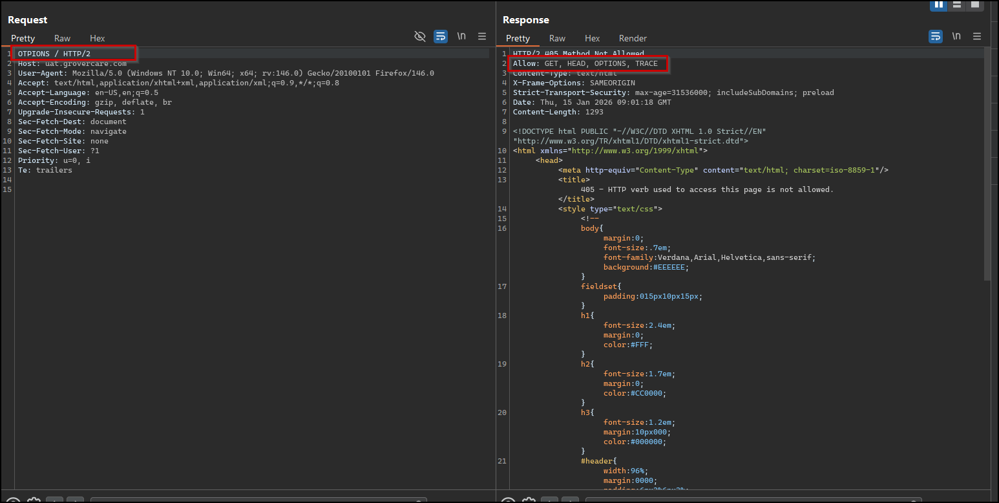 Request
Pretty Raw Hex
\n
1 OTPIONS / HTTP/2
2 Host: uat.grovercare.com
3 User-Agent: Mozilla/5.0 (Windows NT 10.0; Win64; x64; rv:146.0) Gecko/20100101 Firefox/146.0
4 Accept: text/html,application/xhtml+xml,application/xml;q=0.9,*/*;q=0.8
5 Accept-Language: en-US,en;q=0.5
6 Accept-Encoding: gzip, deflate, br
7 Upgrade-Insecure-Requests: 1
8 Sec-Fetch-Dest: document
9 Sec-Fetch-Mode: navigate
10 Sec-Fetch-Site: none
11 Sec-Fetch-User: ?1
12 Priority: u=0, i
13 Te: trailers
14
15
Response
Pretty Raw Hex Render
\n
1 HTTP/2 405 Method Not Allowed
2 Allow: GET, HEAD, OPTIONS, TRACE
3 Content-Type: text/html
4 X-Frame-Options: SAMEORIGIN
5 Strict-Transport-Security: max-age=31536000; includeSubDomains; preload
6 Date: Thu, 15 Jan 2026 09:01:18 GMT
7 Content-Length: 1293
8
9 <!DOCTYPE html PUBLIC "-//W3C//DTD XHTML 1.0 Strict//EN"
"http://www.w3.org/TR/xhtml1/DTD/xhtml1-strict.dtd">
10 <html xmlns="http://www.w3.org/1999/xhtml">
11 <head>
12 <meta http-equiv="Content-Type" content="text/html; charset=iso-8859-1"/>
13 <title>
405 - HTTP verb used to access this page is not allowed.
</title>
14 <style type="text/css">
15 <!--
16 body{
margin:0;
font-size:.7em;
font-family:Verdana,Arial,Helvetica,sans-serif;
background:#EEEEEE;
}
17 fieldset{
padding:015px10px15px;
}
18 h1{
font-size:2.4em;
margin:0;
color:#FFF;
}
19 h2{
font-size:1.7em;
margin:0;
color:#CC0000;
}
20 h3{
font-size:1.2em;
margin:10px000;
color:#000000;
}
21 #header{
width:96%;
margin:0000;
padding:6px2%6px2%;